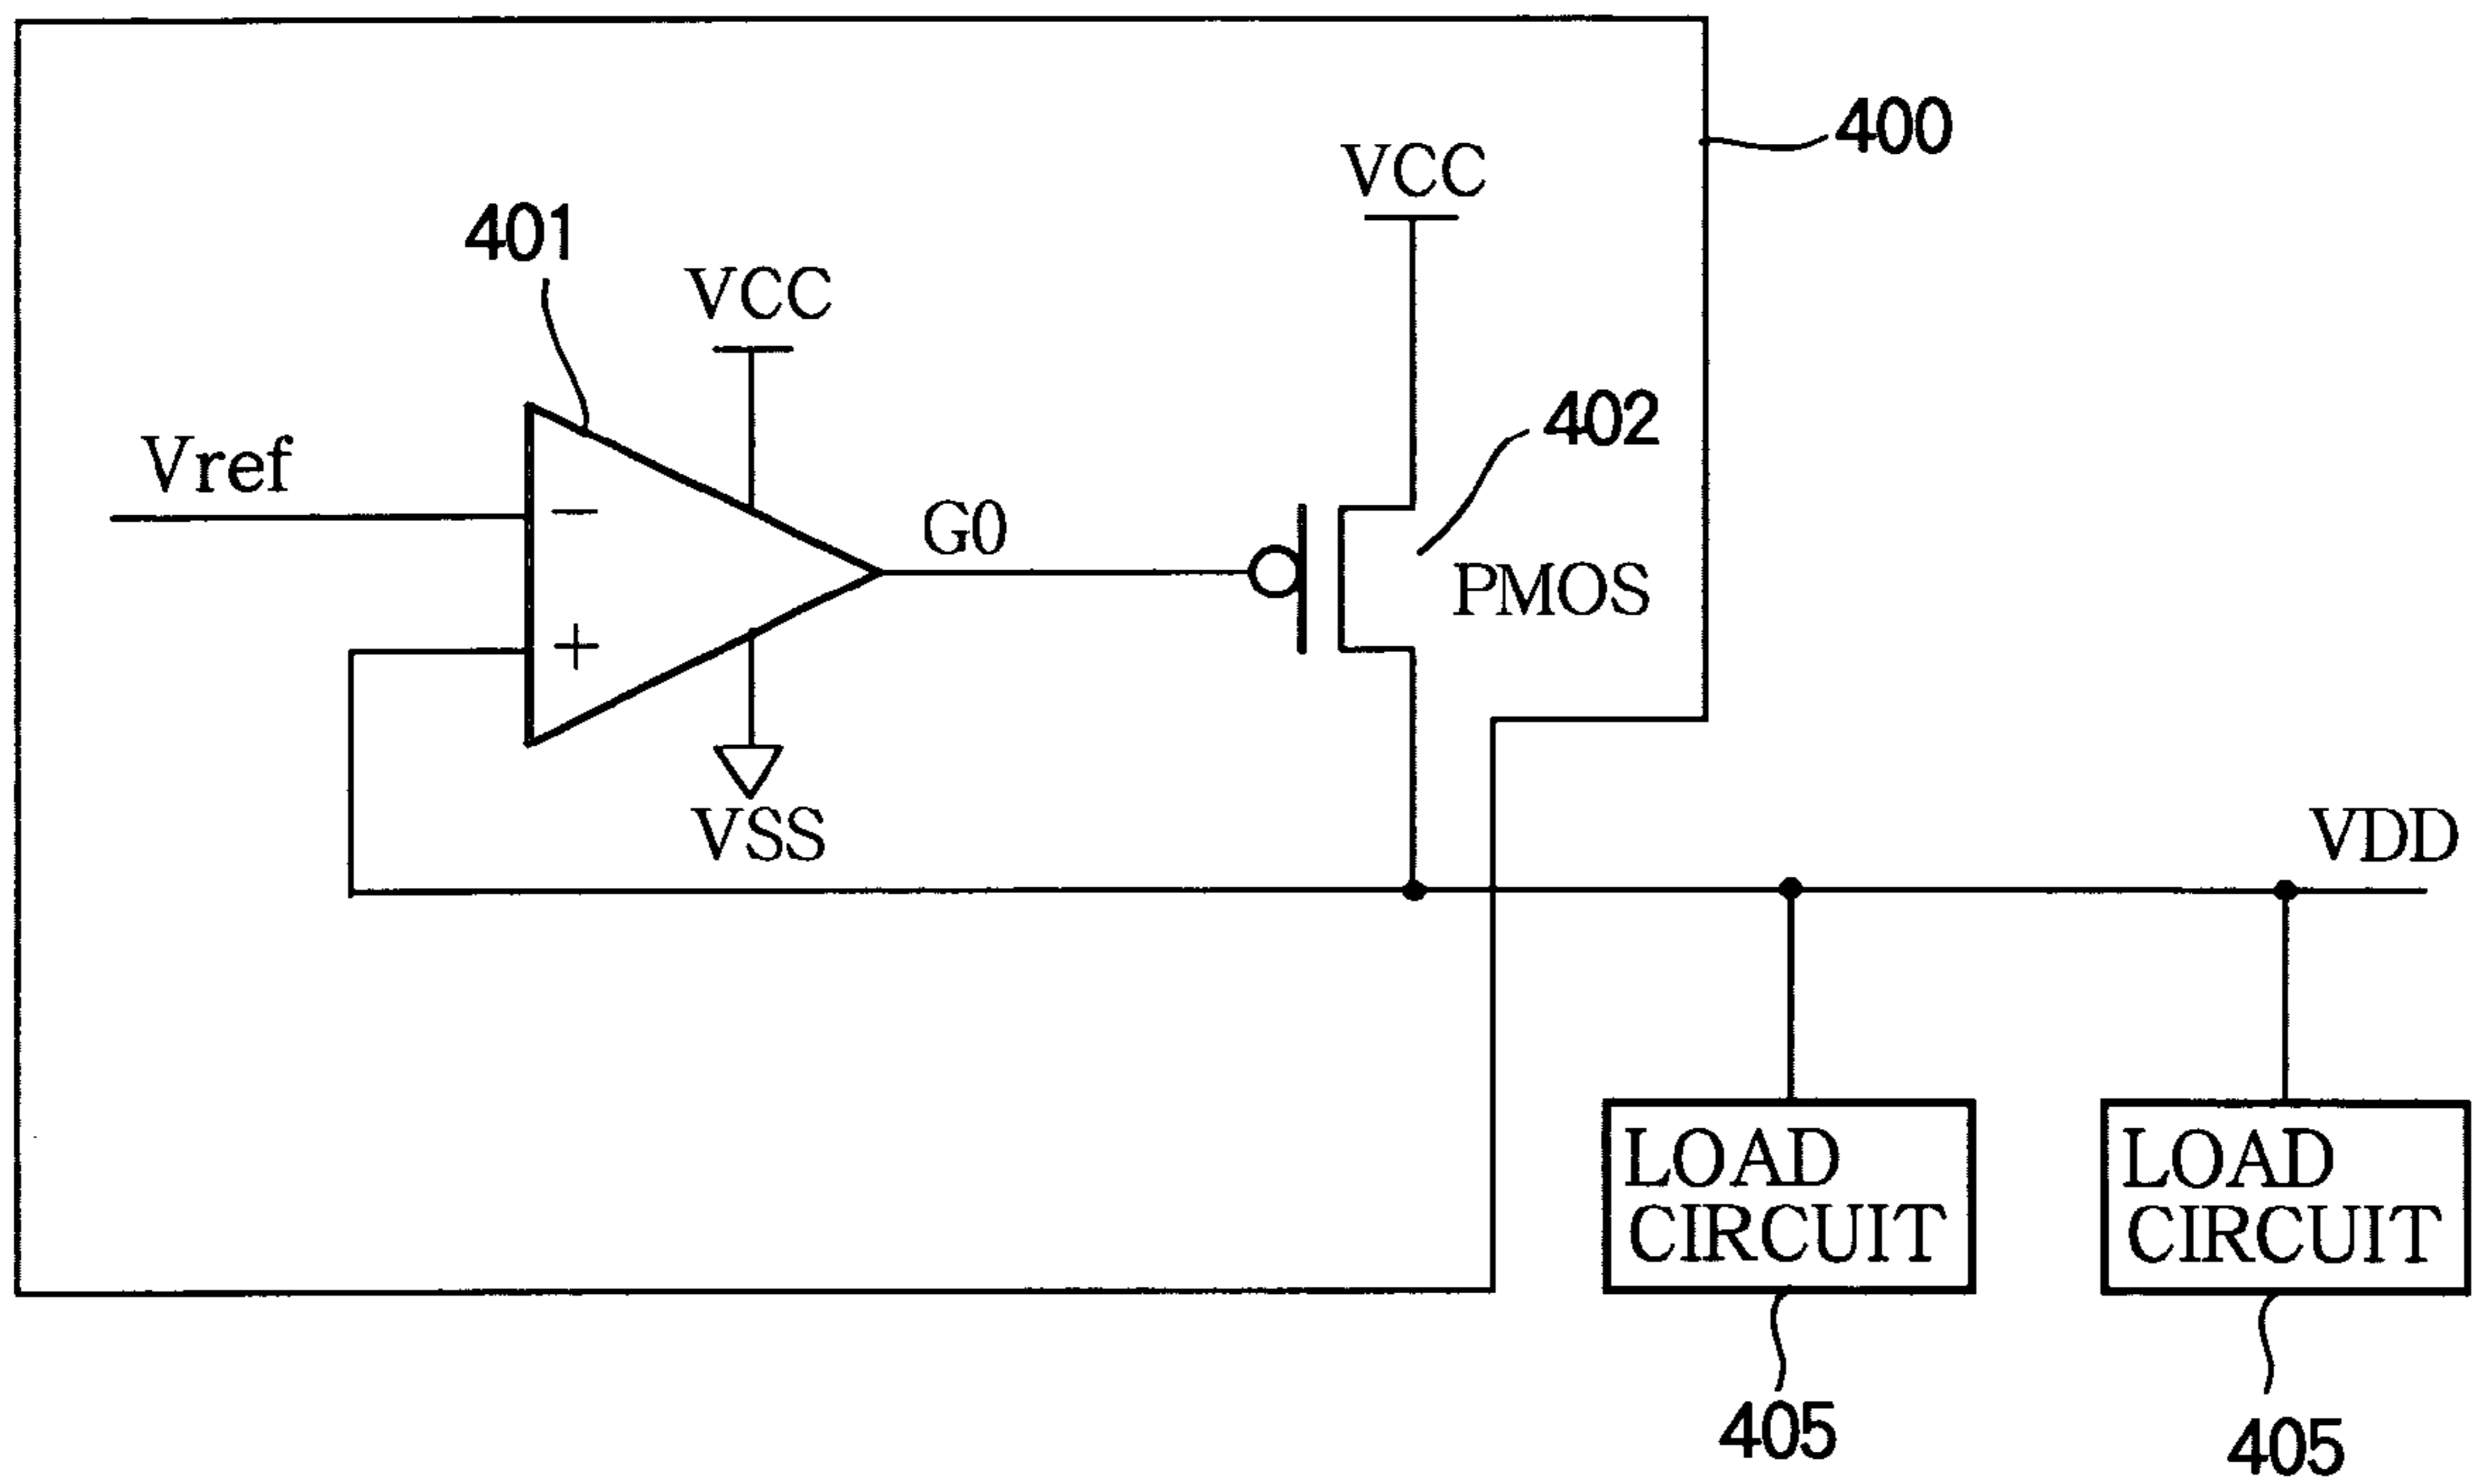 400
VCC
401
VCC
402
Vref
−
G0
PMOS
+
VSS
VDD
LOAD
CIRCUIT
LOAD
CIRCUIT
405
405